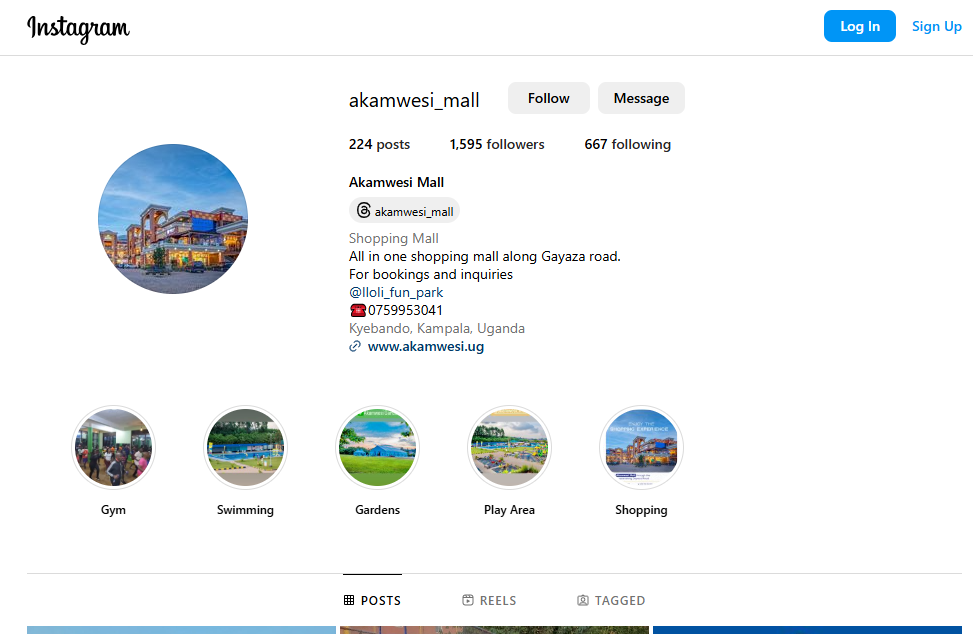 Instagram
Log In
Sign Up
akamwesi_mall
Follow
Message
224 posts
1,595 followers
667 following
Akamwesi Mall
akamwesi_mall
Shopping Mall
All in one shopping mall along Gayaza road.
For bookings and inquiries
@lloli_fun_park
☎️0759953041
Kyebando, Kampala, Uganda
www.akamwesi.ug
Gym
Swimming
Gardens
Play Area
Shopping
POSTS
REELS
TAGGED